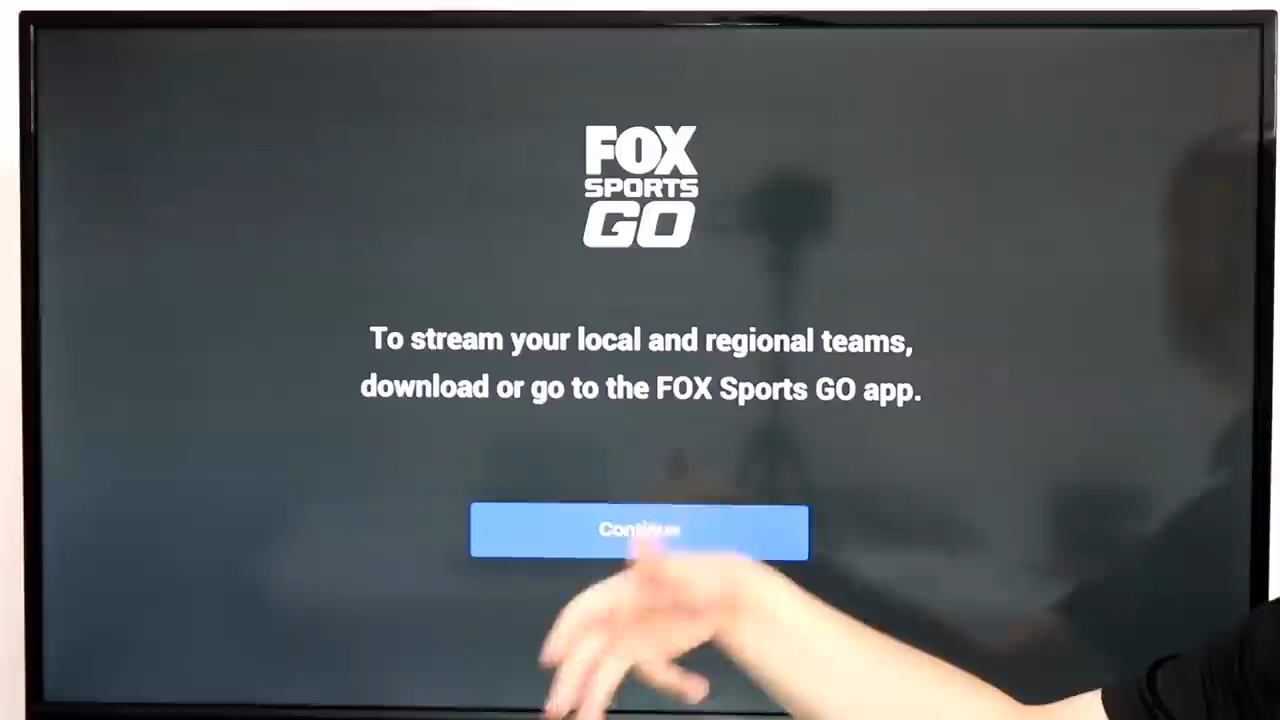 FOX
SPORTS
GO
To stream your local and regional teams,
download or go to the FOX Sports GO app.
Continue